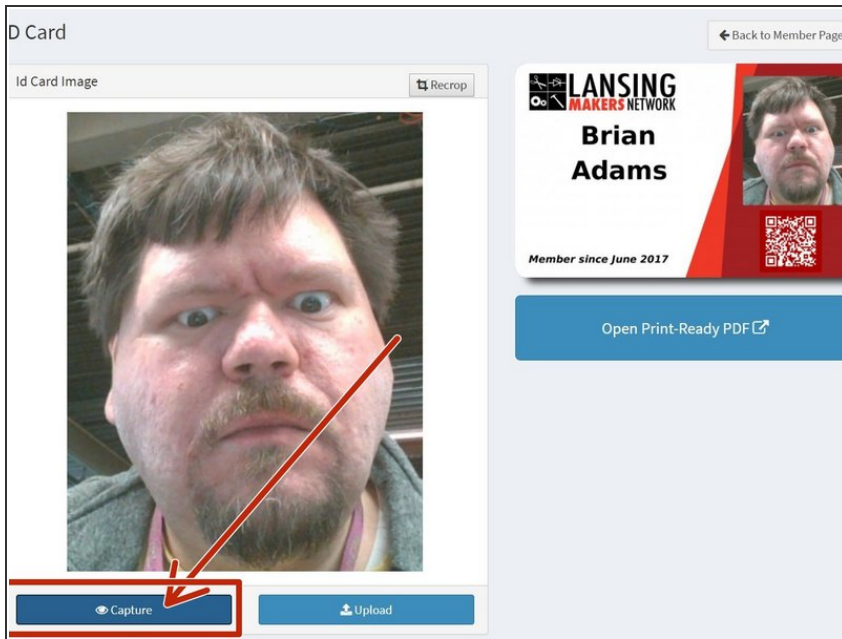 D Card
Back to Member Page
Id Card Image
Recrop
LANSING
MAKERS NETWORK
Brian
Adams
Member since June 2017
Open Print-Ready PDF
Capture
Upload